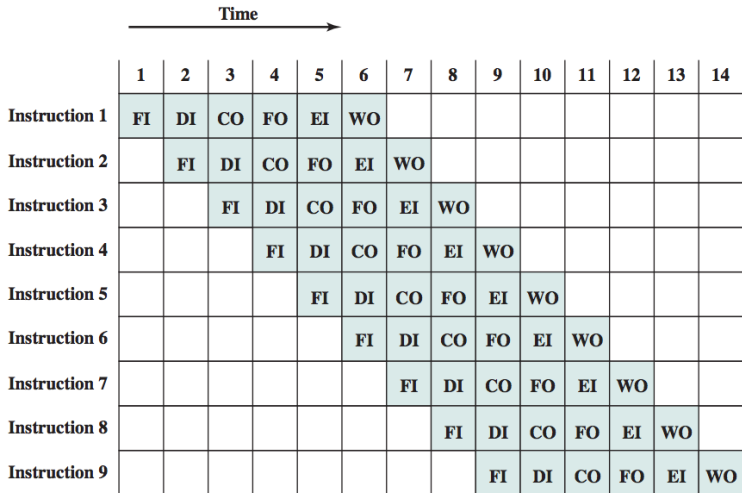 Time
1 2 3 4 5 6 7 8 9 10 11 12 13 14
Instruction 1 FI DI CO FO EI WO
Instruction 2 FI DI CO FO EI WO
Instruction 3 FI DI CO FO EI WO
Instruction 4 FI DI CO FO EI WO
Instruction 5 FI DI CO FO EI WO
Instruction 6 FI DI CO FO EI WO
Instruction 7 FI DI CO FO EI WO
Instruction 8 FI DI CO FO EI WO
Instruction 9 FI DI CO FO EI WO